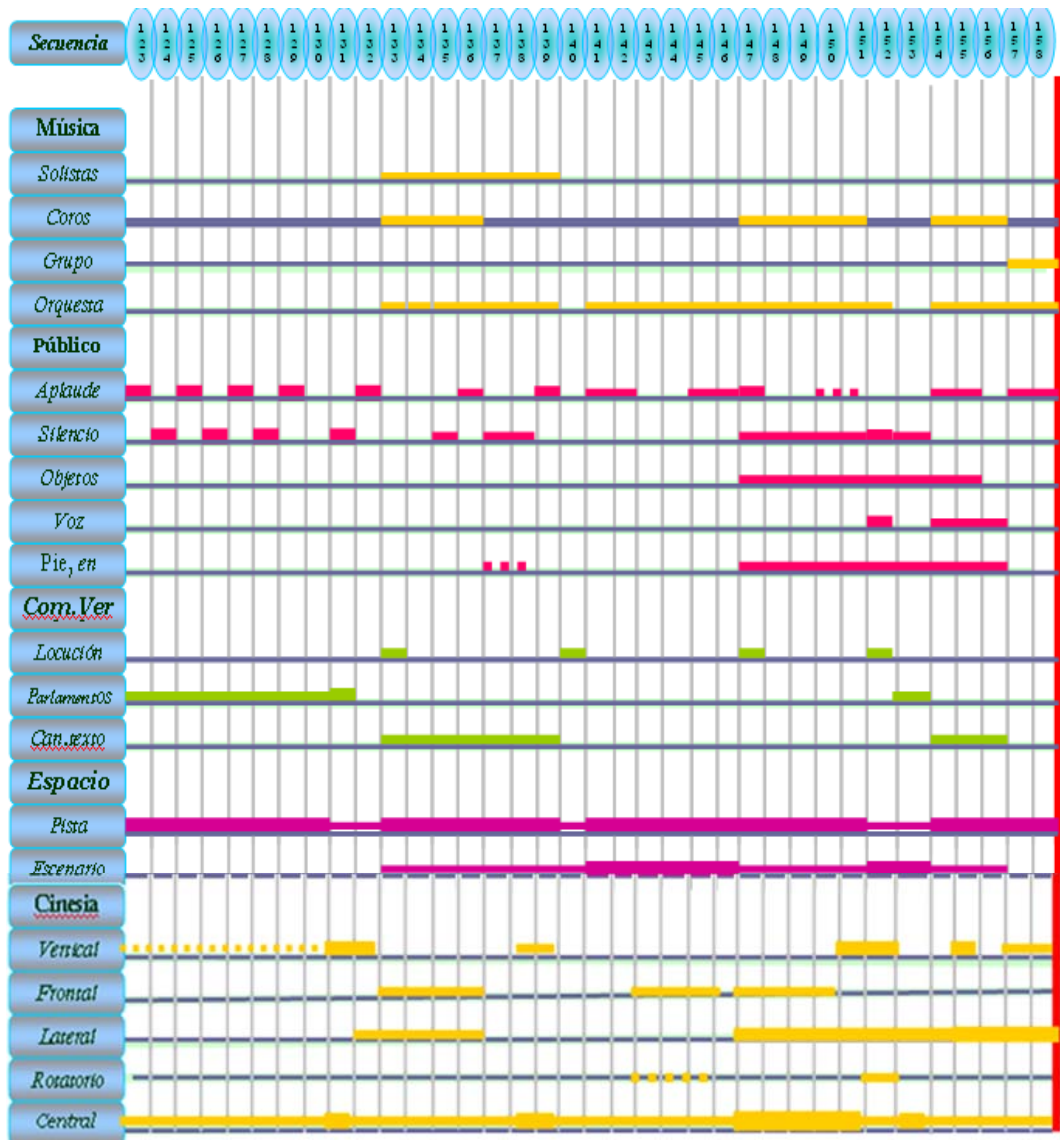 Secuencia 123 124 125 126 127 128 129 130 131 132 133 134 135 136 137 138 139 140 141 142 143 144 145 146 147 148 149 150 151 152 153 154 155 156 157 158
Música
Solistas
Coros
Grupo
Orquesta
Público
Aplaude
Silencio
Objetos
Voz
Pie, en
Com.Ver
Locución
Parlamentos
Can.texto
Espacio
Pista
Escenario
Cinesia
Vertical
Frontal
Lateral
Rotatorio
Central